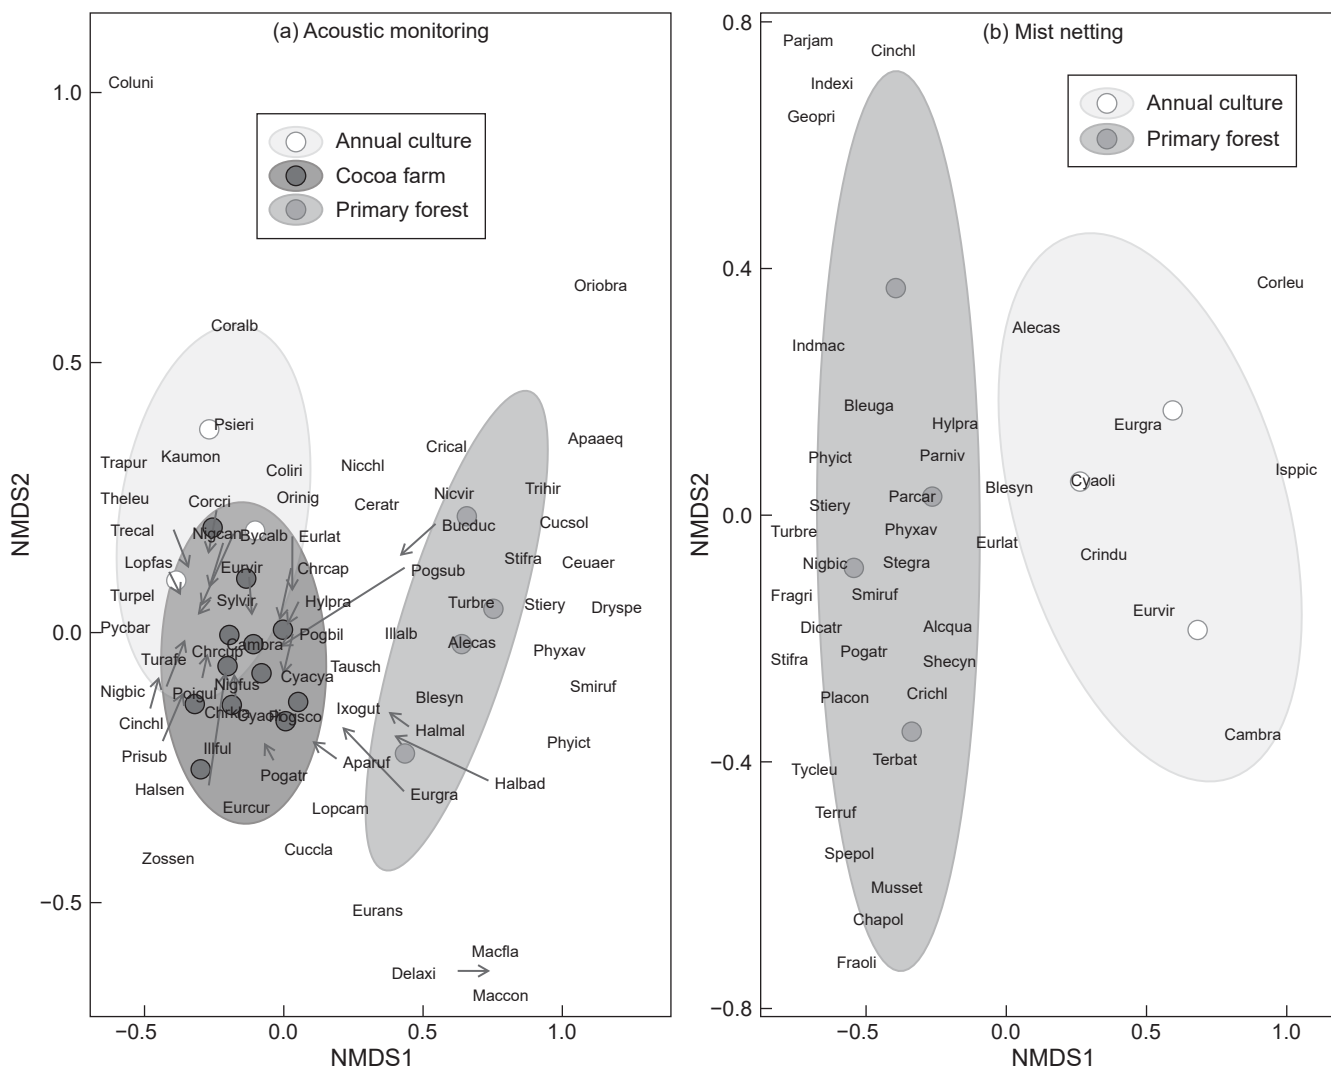 (a) Acoustic monitoring
Coluni
1.0
Annual culture
Cocoa farm
Primary forest
Oriobra
Coralb
0.5
Psieri
Kaumon
Apaaeq
Crical
Trapur
Coliri
Nicchl
Theleu
Corcri
Orinig
Ceratr
Nicvir
Trihir
Trecal
Nigcan
Bycalb
Eurlat
Bucduc
Cucsol
Lopfas
Eurvir
Chrcap
Pogsub
Stifra
Ceuaer
Turpel
Sylvir
Hylpra
Turbre
Stiery
Dryspe
Pycbar
0.0
Cambra
Pogbil
Illalb
Alecas
Phyxav
Turafe
Chrcup
Tausch
Nigbic
Poigul
Nigfus
Cyacya
Smiruf
Cinchl
Chrkla
Cyaoli
Pogsco
Ixogut
Blesyn
Prisub
Illful
Halmal
Phyict
Halsen
Pogatr
Aparuf
Halbad
Eurcur
Lopcam
Eurgra
Zossen
Cuccla
−0.5
Eurans
Macfla
Delaxi
Maccon
−0.5
0.0
0.5
1.0
NMDS1
NMDS2
(b) Mist netting
0.8
Parjam
Cinchl
Indexi
Geopri
Annual culture
Primary forest
0.4
Corleu
Indmac
Alecas
Bleuga
Hylpra
Eurgra
Phyict
Parniv
Isppic
Stiery
Parcar
Blesyn
Cyaoli
0.0
Turbre
Phyxav
Eurlat
Nigbic
Stegra
Crindu
Fragri
Smiruf
Eurvir
Dicatr
Alcqua
Stifra
Pogatr
Shecyn
Placon
Crichl
Cambra
−0.4
Tycleu
Terbat
Terruf
Spepol
Musset
Chapol
Fraoli
−0.8
−0.5
0.0
0.5
1.0
NMDS1
NMDS2